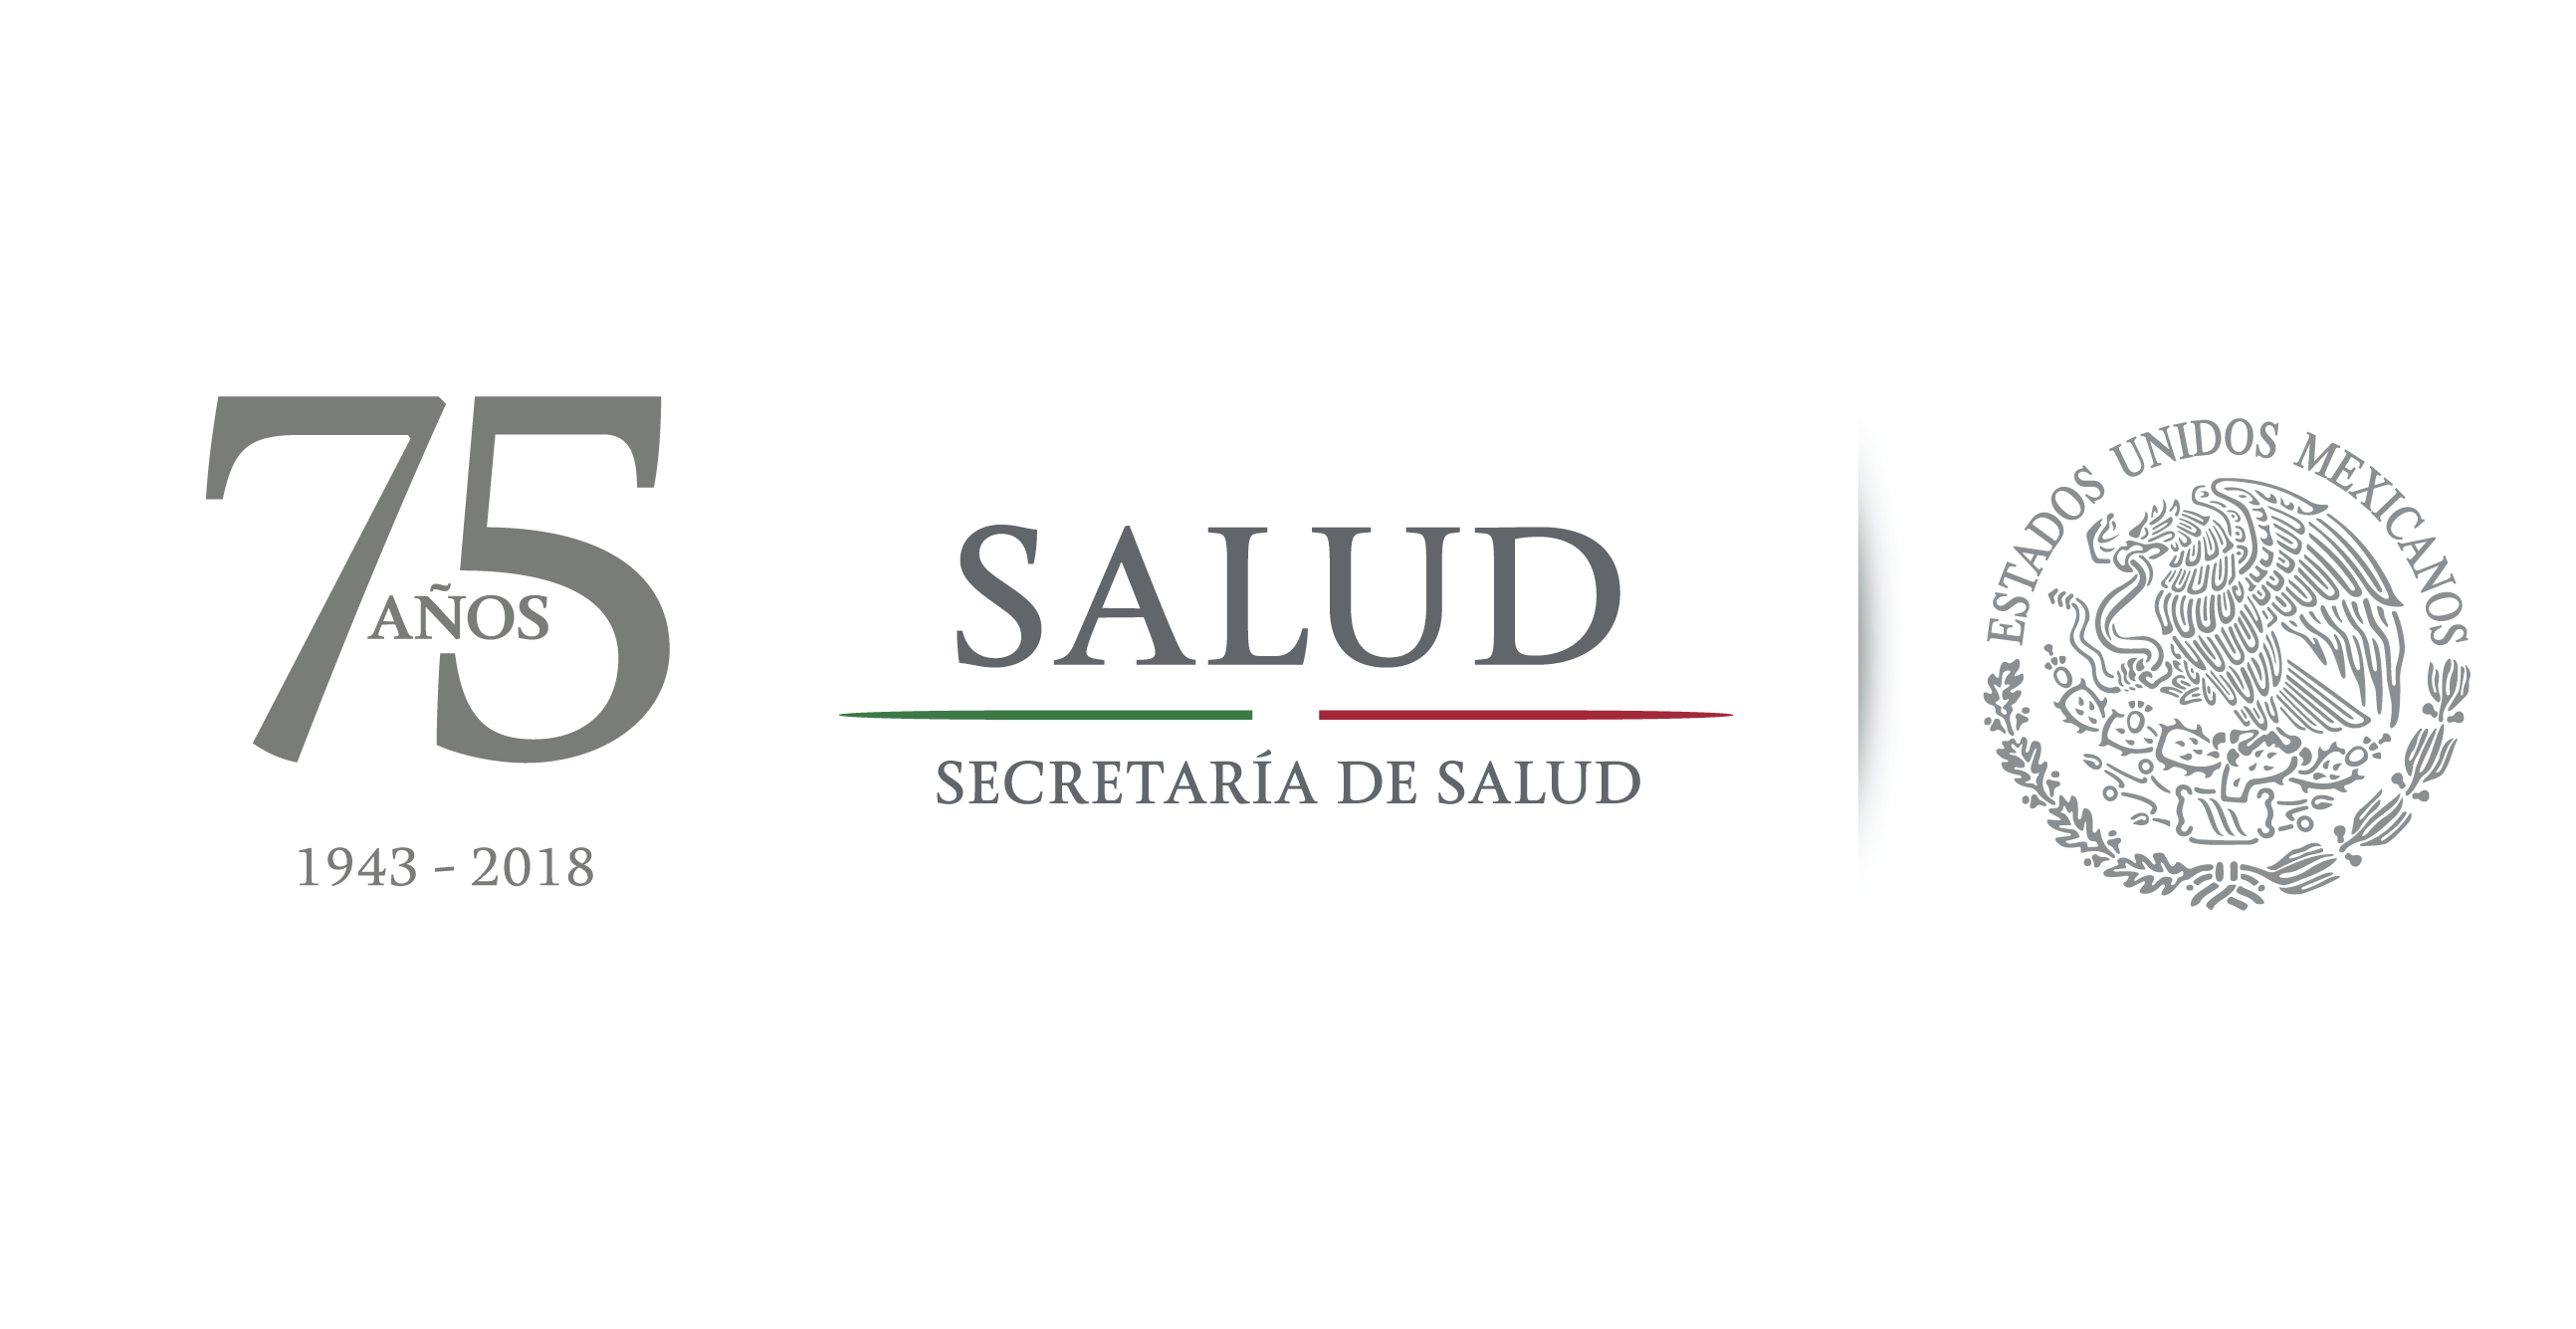 75
AÑOS
1943 - 2018
SALUD
SECRETARÍA DE SALUD
ESTADOS UNIDOS MEXICANOS